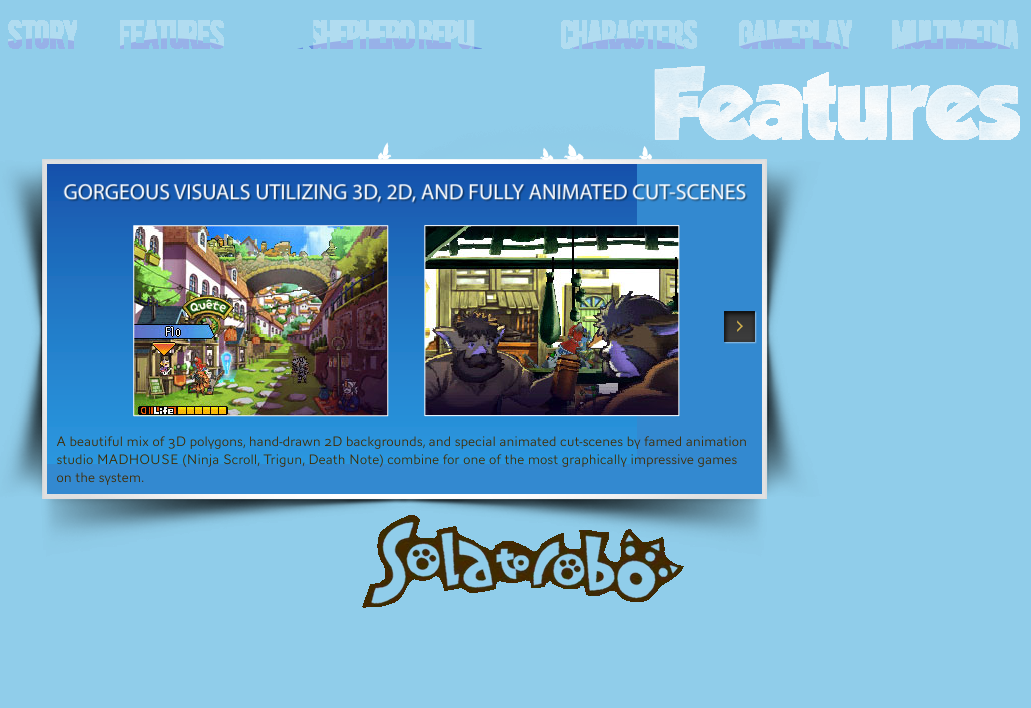 STORY
FEATURES
SHEPHERD REPU
CHARACTERS
GAMEPLAY
MULTIMEDIA
Features
GORGEOUS VISUALS UTILIZING 3D, 2D, AND FULLY ANIMATED CUT-SCENES
Quête
Flo
Life
A beautiful mix of 3D polygons, hand-drawn 2D backgrounds, and special animated cut-scenes by famed animation
studio MADHOUSE (Ninja Scroll, Trigun, Death Note) combine for one of the most graphically impressive games
on the system.
Solatorobo